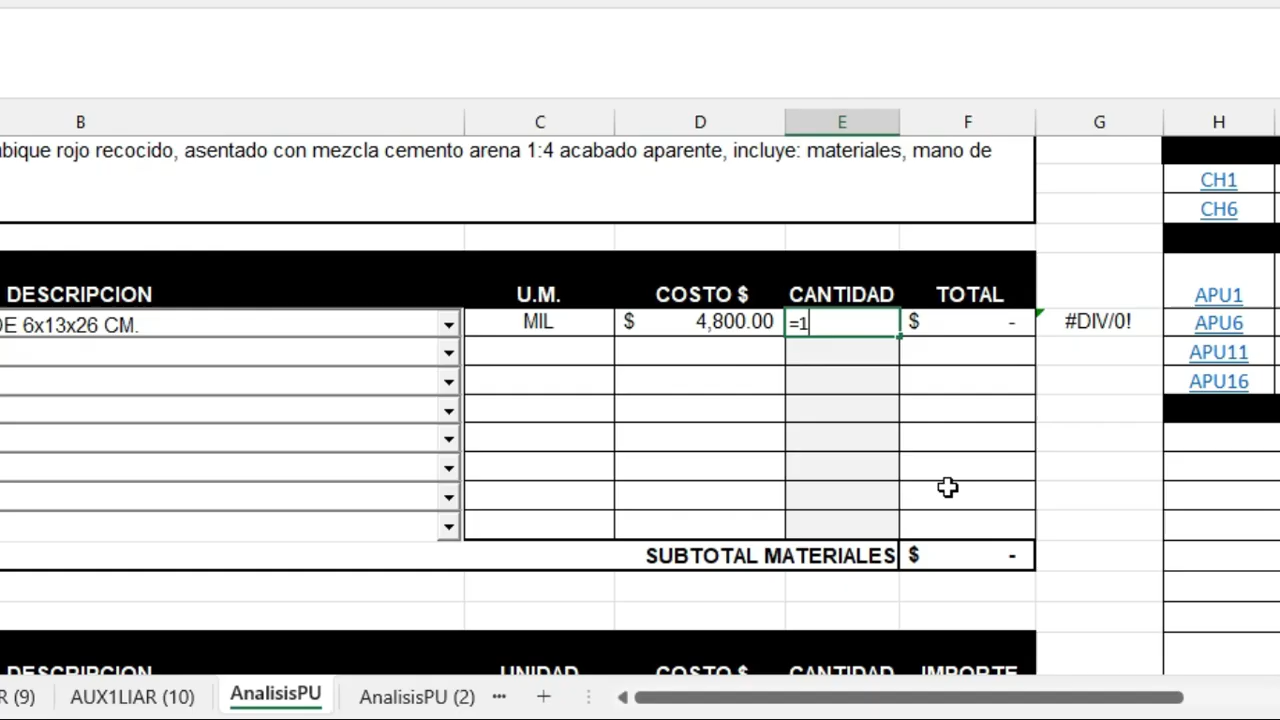 B C D E F G H
bique rojo recocido, asentado con mezcla cemento arena 1:4 acabado aparente, incluye: materiales, mano de
CH1
CH6
DESCRIPCION U.M. COSTO $ CANTIDAD TOTAL APU1
DE 6x13x26 CM. MIL $ 4,800.00 =1 $ - #DIV/0! APU6
APU11
APU16
SUBTOTAL MATERIALES $ -
DESCRIPCION UNIDAD COSTO $ CANTIDAD IMPORTE
R (9) AUX1LIAR (10) AnalisisPU AnalisisPU (2) ··· +